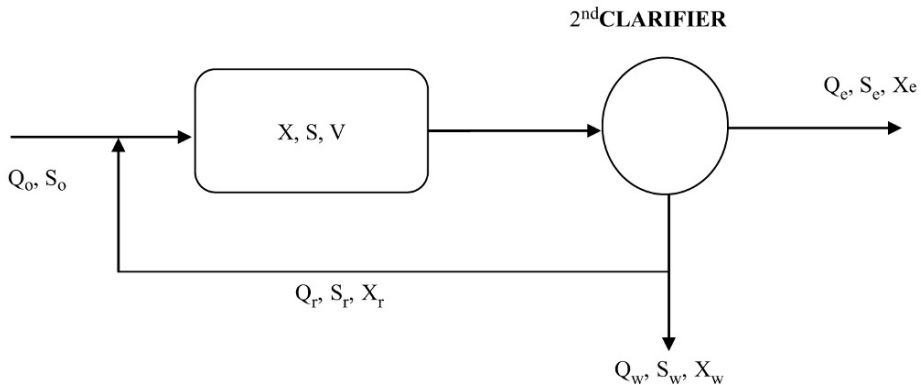 2ndCLARIFIER
Qe, Se, Xe
X, S, V
Qo, So
Qr, Sr, Xr
Qw, Sw, Xw